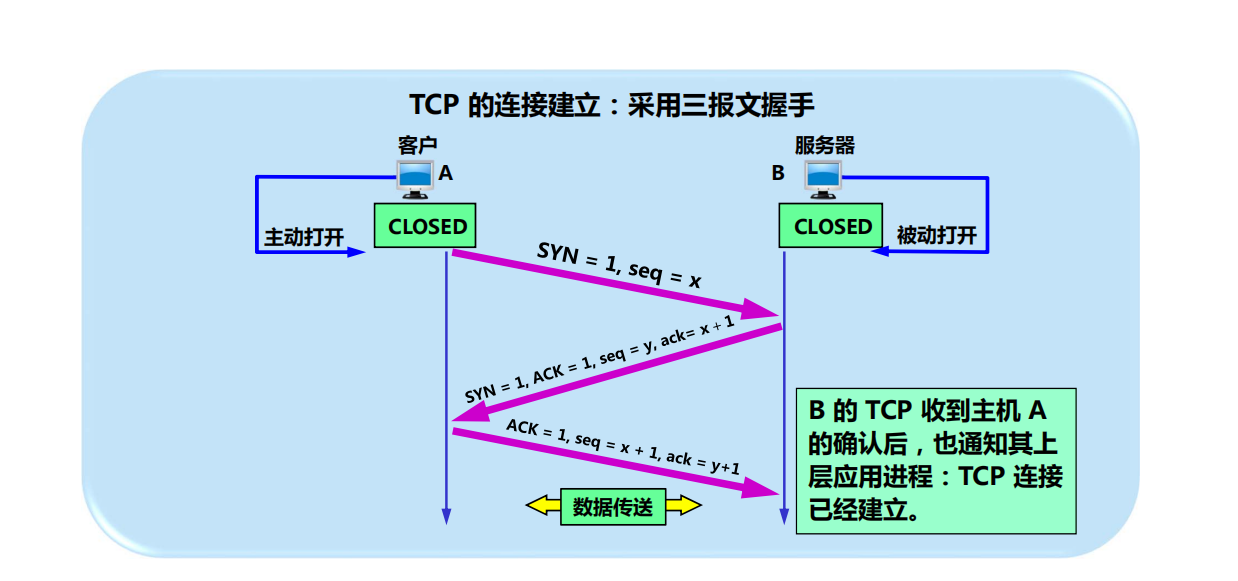 TCP 的连接建立：采用三报文握手
客户
服务器
A
B
CLOSED
CLOSED
主动打开
被动打开
SYN = 1, seq = x
SYN = 1, ACK = 1, seq = y, ack= x + 1
ACK = 1, seq = x + 1, ack = y+1
B 的 TCP 收到主机 A
的确认后，也通知其上
层应用进程：TCP 连接
已经建立。
数据传送